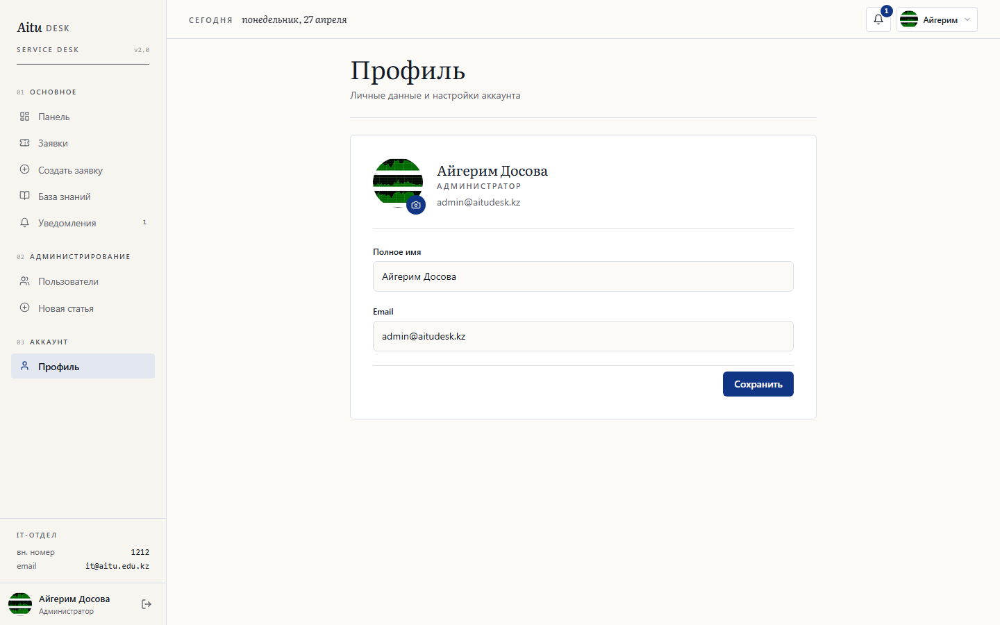 Aitu DESK
SERVICE DESK v2.0
01 ОСНОВНОЕ
Панель
Заявки
Создать заявку
База знаний
Уведомления 1
02 АДМИНИСТРИРОВАНИЕ
Пользователи
Новая статья
03 АККАУНТ
Профиль
IT-ОТДЕЛ
вн. номер 1212
email it@aitu.edu.kz
Айгерим Досова
Администратор
СЕГОДНЯ понедельник, 27 апреля
1
Айгерим
Профиль
Личные данные и настройки аккаунта
Айгерим Досова
АДМИНИСТРАТОР
admin@aitudesk.kz
Полное имя
Айгерим Досова
Email
admin@aitudesk.kz
Сохранить